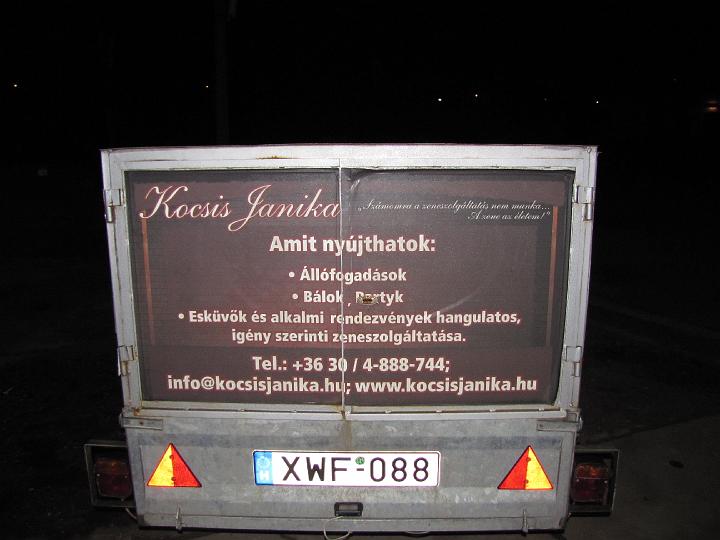 Kocsis Janika
„Számomra a zeneszolgáltatás nem munka...
A zene az életem!"
Amit nyújthatok:
• Állófogadások
• Bálok, Partyk
• Esküvők és alkalmi rendezvények hangulatos,
igény szerinti zeneszolgáltatása.
Tel.: +36 30 / 4-888-744;
info@kocsisjanika.hu; www.kocsisjanika.hu
H XWF-088